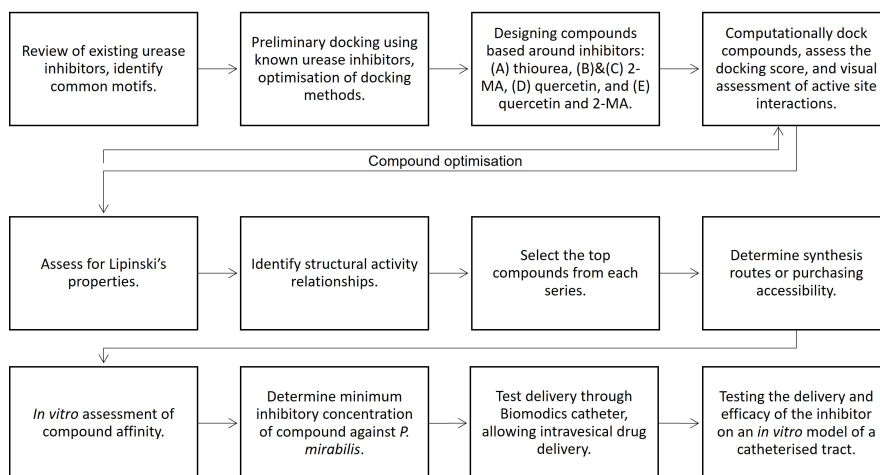 Review of existing urease
inhibitors, identify
common motifs.
Preliminary docking using
known urease inhibitors,
optimisation of docking
methods.
Designing compounds
based around inhibitors:
(A) thiourea, (B)&(C) 2-
MA, (D) quercetin, and (E)
quercetin and 2-MA.
Computationally dock
compounds, assess the
docking score, and visual
assessment of active site
interactions.
Compound optimisation
Assess for Lipinski's
properties.
Identify structural activity
relationships.
Select the top
compounds from each
series.
Determine synthesis
routes or purchasing
accessibility.
In vitro assessment of
compound affinity.
Determine minimum
inhibitory concentration
of compound against P.
mirabilis.
Test delivery through
Biomodics catheter,
allowing intravesical drug
delivery.
Testing the delivery and
efficacy of the inhibitor
on an in vitro model of a
catheterised tract.